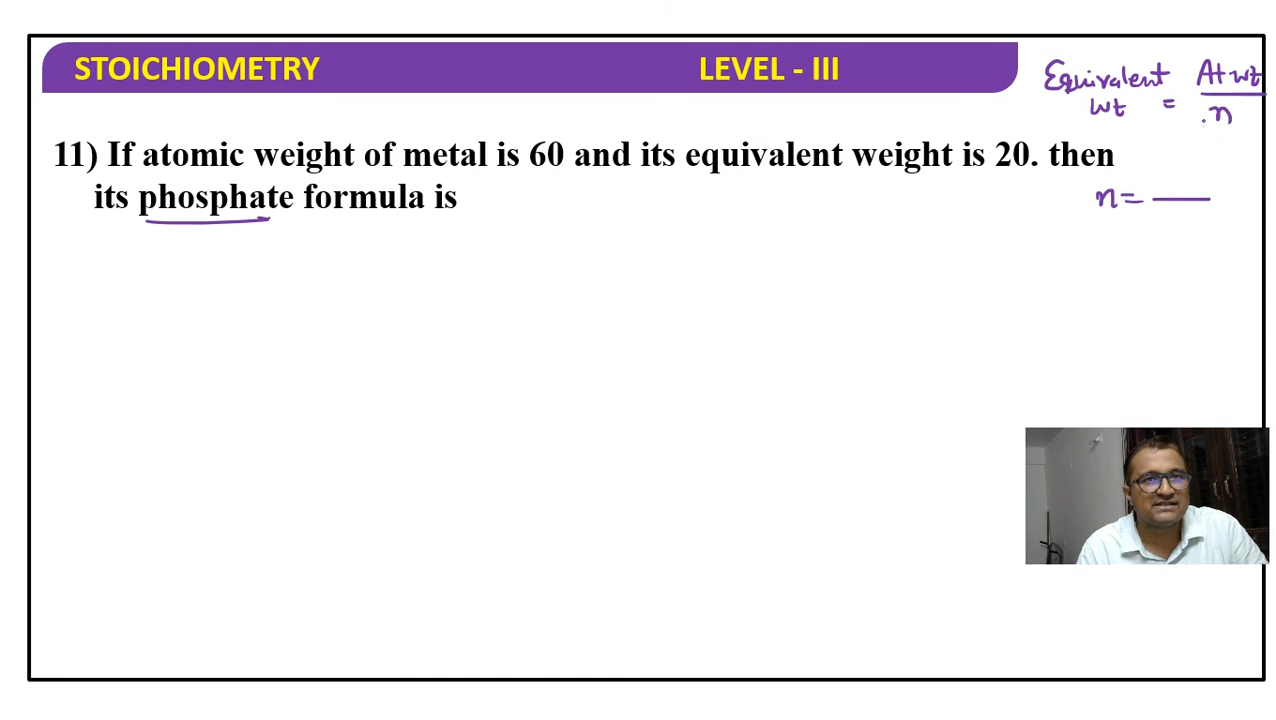 STOICHIOMETRY LEVEL - III
Equivalent wt = At wt / n
11) If atomic weight of metal is 60 and its equivalent weight is 20. then
its phosphate formula is
n =